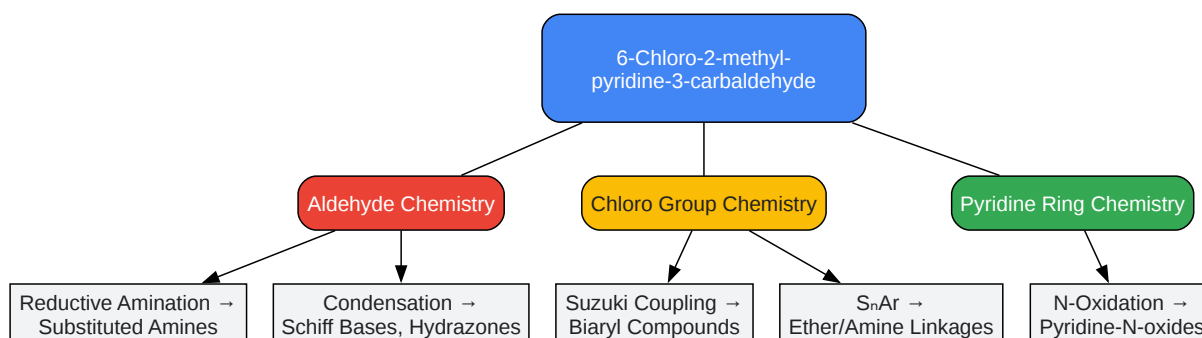 6-Chloro-2-methyl-
pyridine-3-carbaldehyde
Aldehyde Chemistry
Chloro Group Chemistry
Pyridine Ring Chemistry
Reductive Amination →
Substituted Amines
Condensation →
Schiff Bases, Hydrazones
Suzuki Coupling →
Biaryl Compounds
SₙAr →
Ether/Amine Linkages
N-Oxidation →
Pyridine-N-oxides